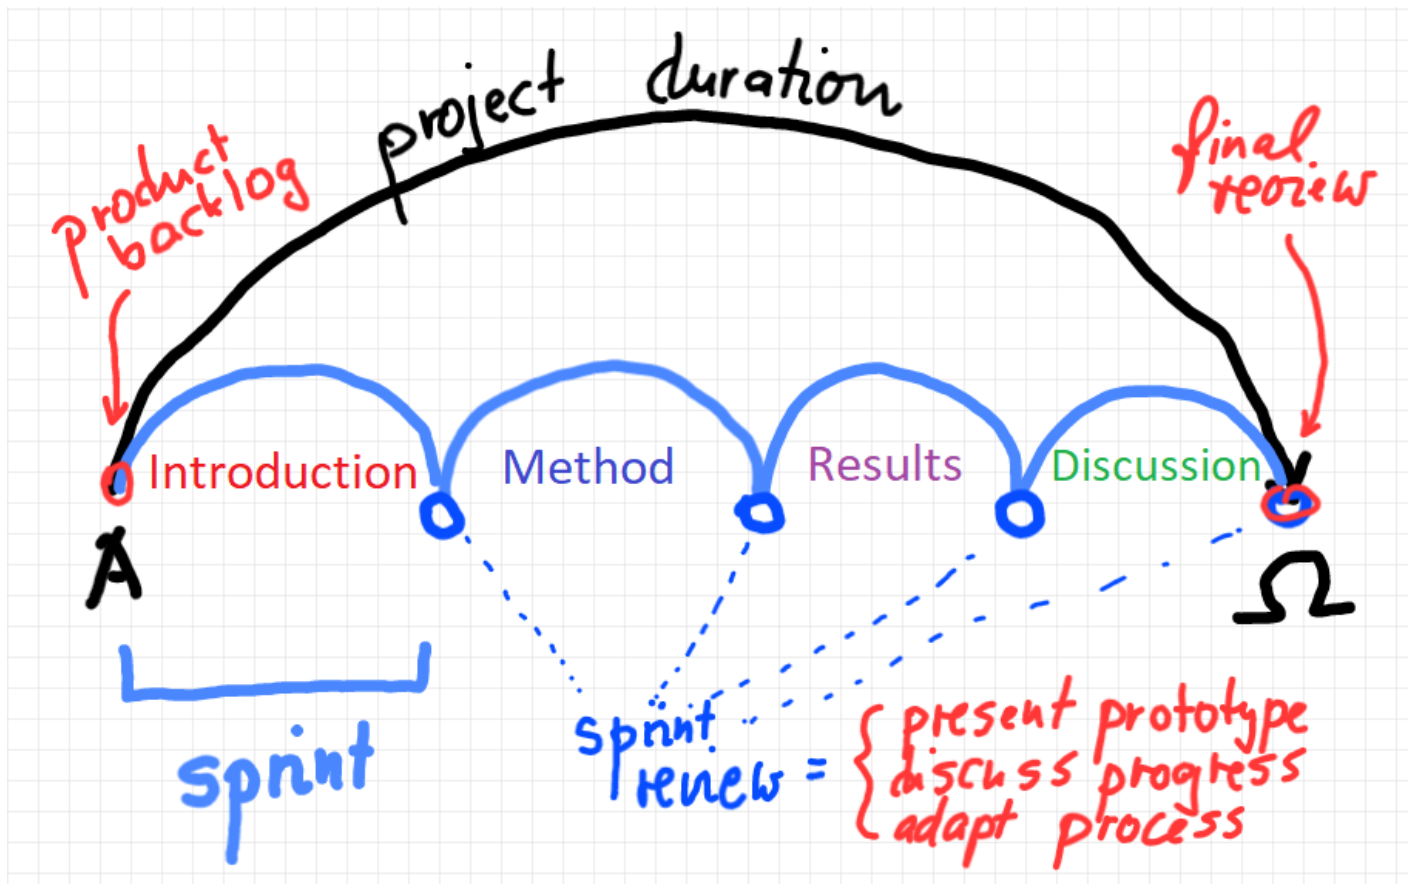 project duration
product
backlog
final
review
Introduction
Method
Results
Discussion
A
Ω
sprint
sprint
review =
{ present prototype
discuss progress
adapt process